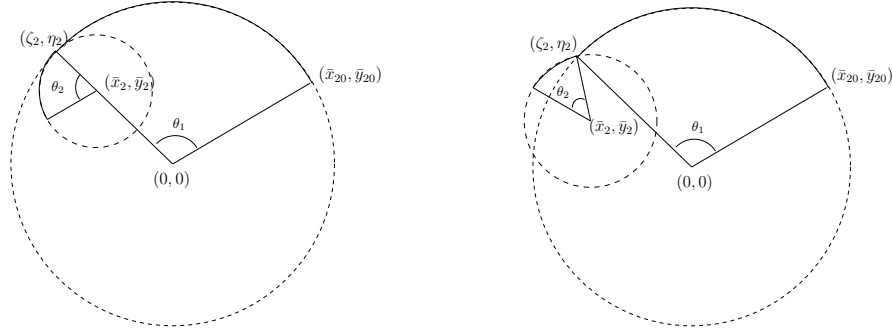 (ζ₂, η₂)
θ₂
(x̄₂, ȳ₂)
(x̄₂₀, ȳ₂₀)
θ₁
(0, 0)
(ζ₂, η₂)
θ₂
(x̄₂, ȳ₂)
(x̄₂₀, ȳ₂₀)
θ₁
(0, 0)